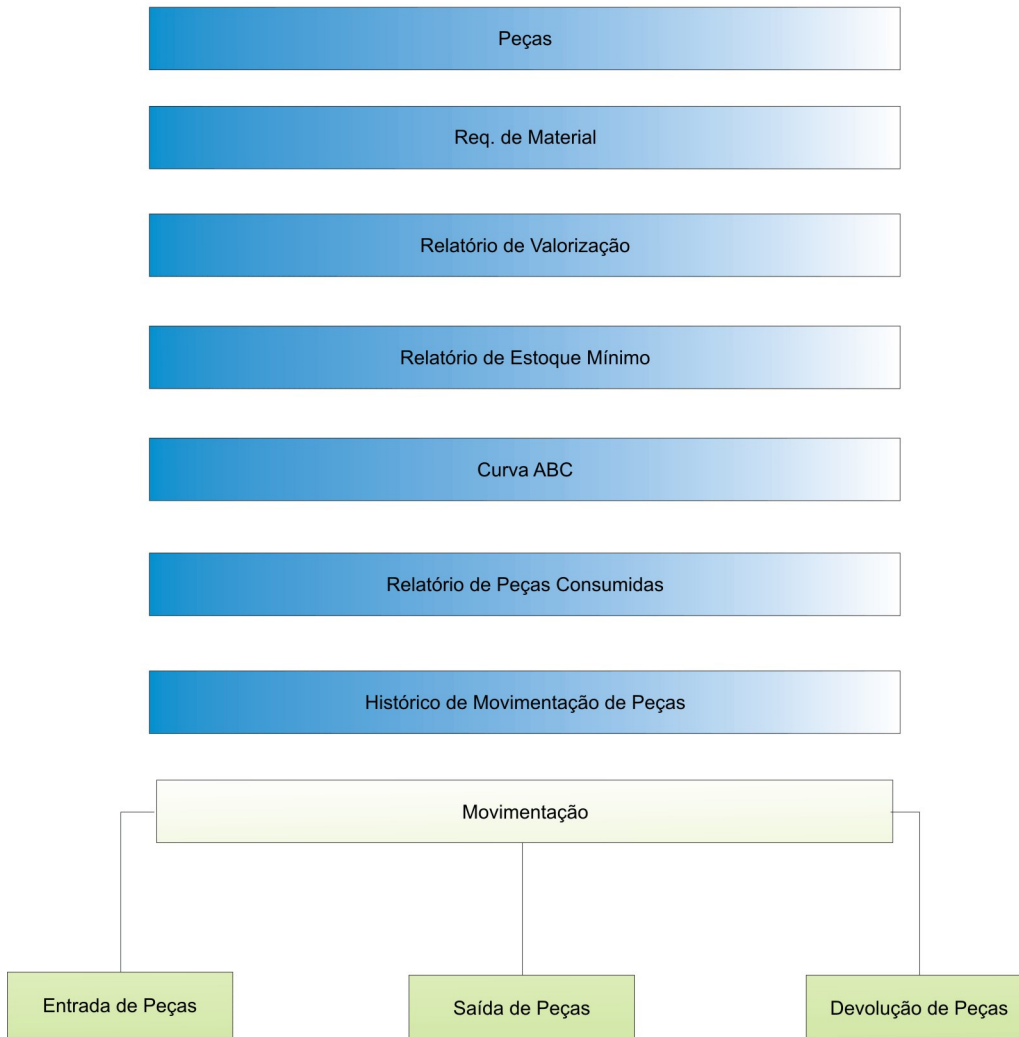 Peças
Req. de Material
Relatório de Valorização
Relatório de Estoque Mínimo
Curva ABC
Relatório de Peças Consumidas
Histórico de Movimentação de Peças
Movimentação
Entrada de Peças
Saída de Peças
Devolução de Peças